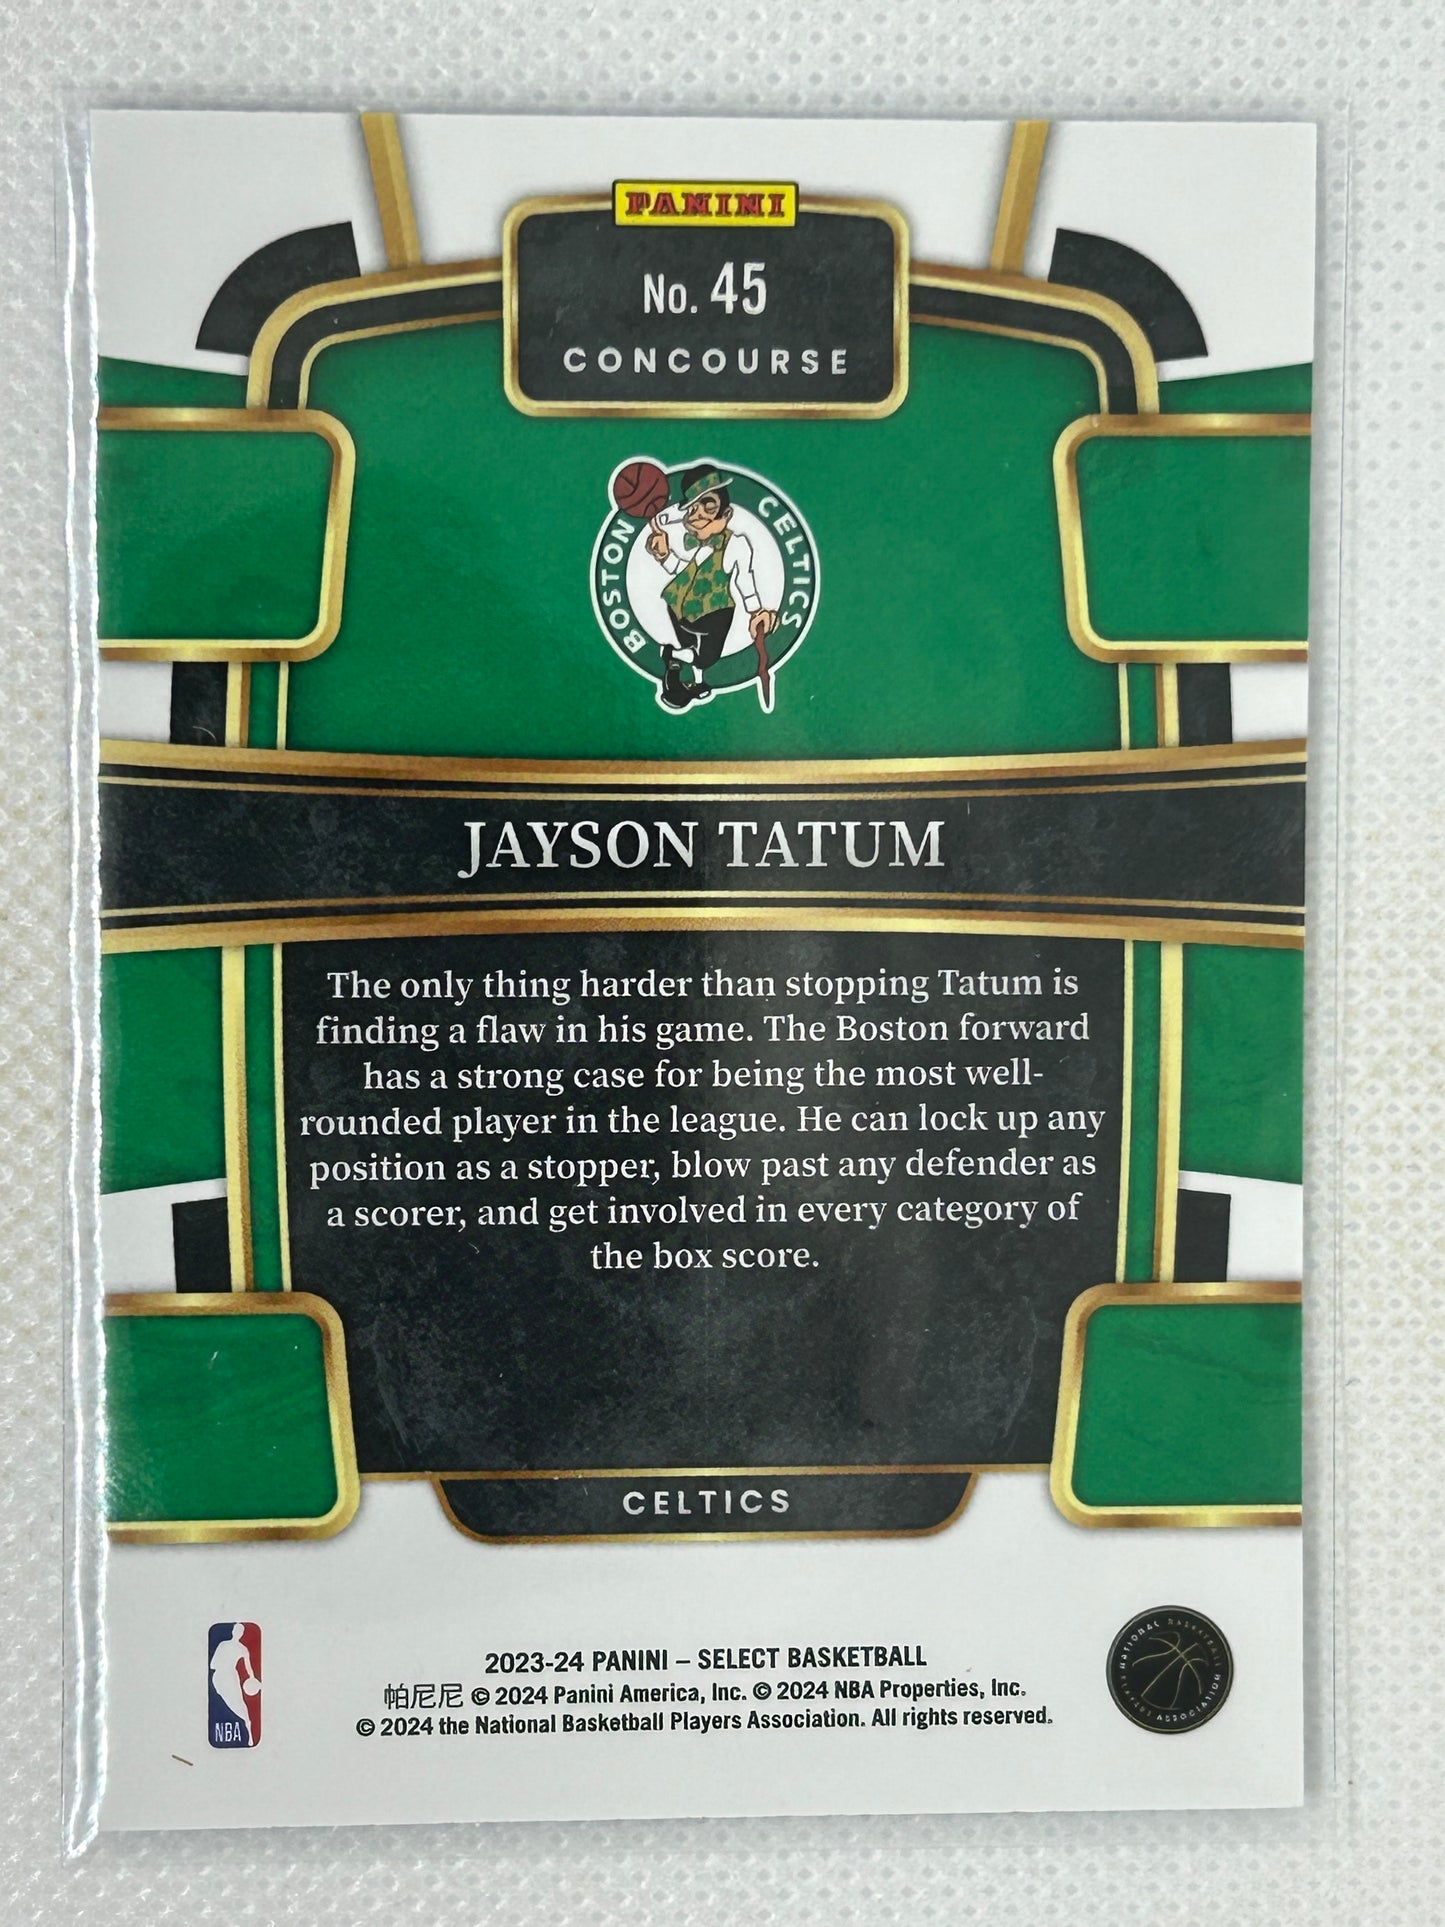 PANINI
No. 45
CONCOURSE
BOSTON CELTICS
JAYSON TATUM
The only thing harder than stopping Tatum is
finding a flaw in his game. The Boston forward
has a strong case for being the most well-
rounded player in the league. He can lock up any
position as a stopper, blow past any defender as
a scorer, and get involved in every category of
the box score.
CELTICS
2023-24 PANINI – SELECT BASKETBALL
帕尼尼 © 2024 Panini America, Inc. © 2024 NBA Properties, Inc.
© 2024 the National Basketball Players Association. All rights reserved.
NBA
NATIONAL BASKETBALL PLAYERS ASSOCIATION